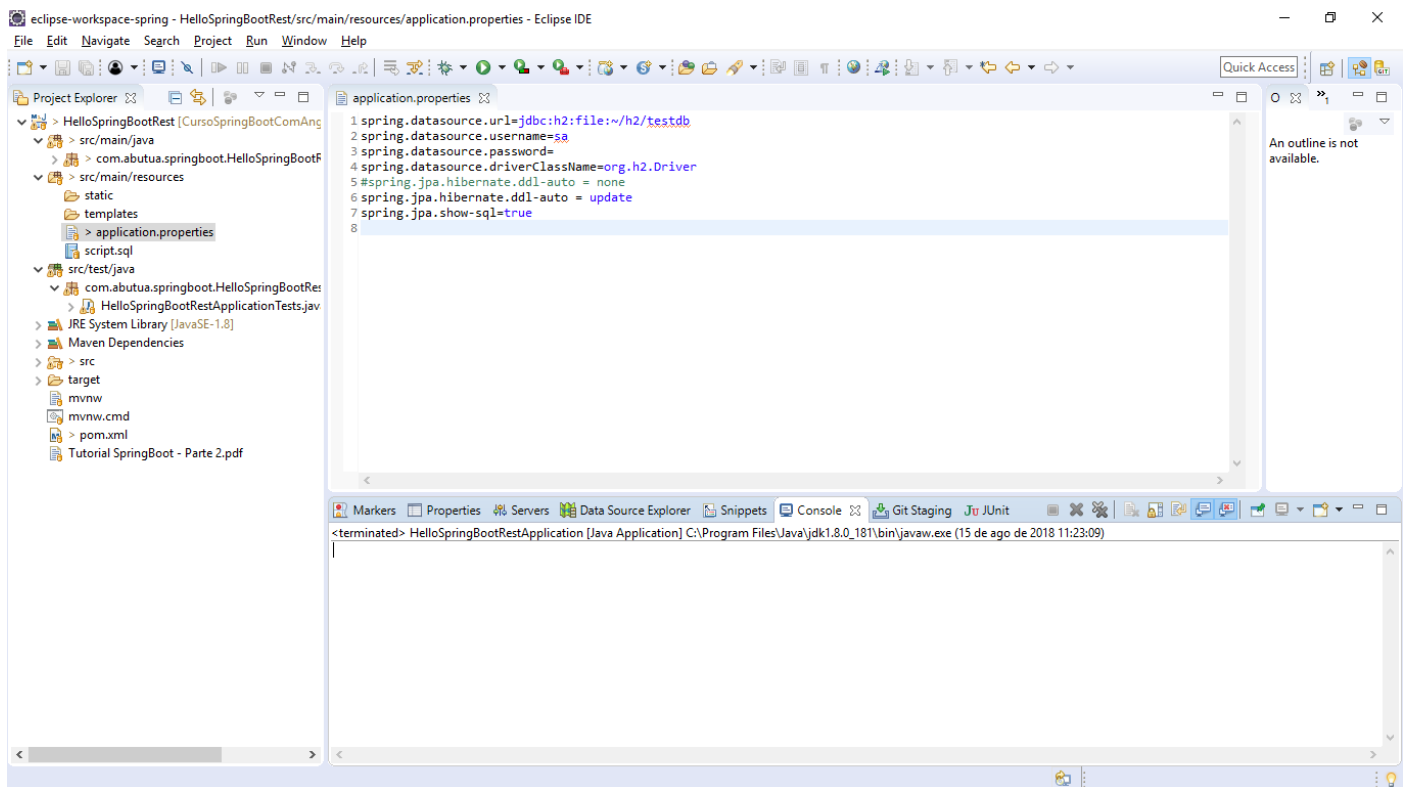 eclipse-workspace-spring - HelloSpringBootRest/src/main/resources/application.properties - Eclipse IDE
File Edit Navigate Search Project Run Window Help
Quick Access
GIT
Project Explorer
> HelloSpringBootRest [CursoSpringBootComAng
> src/main/java
> com.abutua.springboot.HelloSpringBootR
> src/main/resources
static
templates
> application.properties
script.sql
src/test/java
com.abutua.springboot.HelloSpringBootRes
HelloSpringBootRestApplicationTests.jav
JRE System Library [JavaSE-1.8]
Maven Dependencies
> src
target
mvnw
mvnw.cmd
> pom.xml
Tutorial SpringBoot - Parte 2.pdf
application.properties
1 spring.datasource.url=jdbc:h2:file:~/h2/testdb
2 spring.datasource.username=sa
3 spring.datasource.password=
4 spring.datasource.driverClassName=org.h2.Driver
5 #spring.jpa.hibernate.ddl-auto = none
6 spring.jpa.hibernate.ddl-auto = update
7 spring.jpa.show-sql=true
8
O
»1
An outline is not
available.
Markers Properties Servers Data Source Explorer Snippets Console Git Staging JUnit
<terminated> HelloSpringBootRestApplication [Java Application] C:\Program Files\Java\jdk1.8.0_181\bin\javaw.exe (15 de ago de 2018 11:23:09)